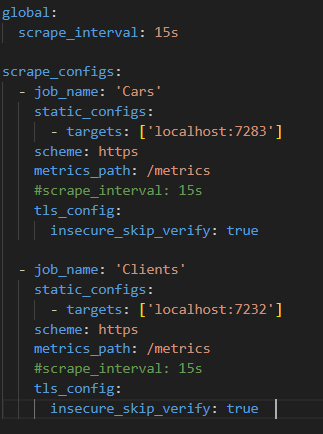 global:
  scrape_interval: 15s

scrape_configs:
  - job_name: 'Cars'
    static_configs:
      - targets: ['localhost:7283']
    scheme: https
    metrics_path: /metrics
    #scrape_interval: 15s
    tls_config:
      insecure_skip_verify: true

  - job_name: 'Clients'
    static_configs:
      - targets: ['localhost:7232']
    scheme: https
    metrics_path: /metrics
    #scrape_interval: 15s
    tls_config:
      insecure_skip_verify: true